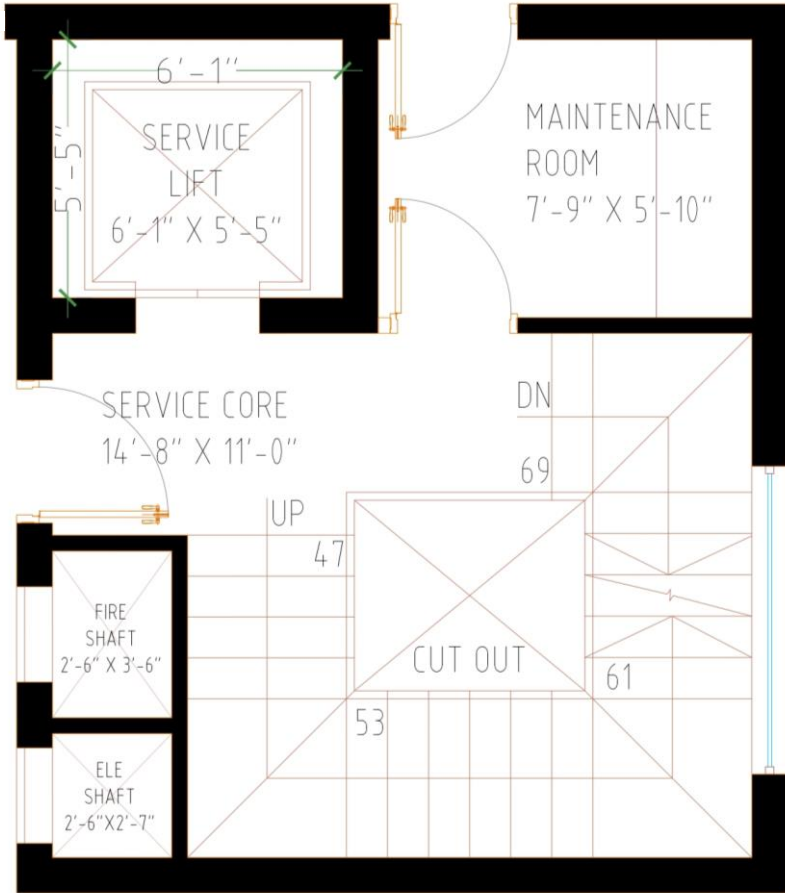 6'-1"
5'-5"
SERVICE
LIFT
6'-1" X 5'-5"
MAINTENANCE
ROOM
7'-9" X 5'-10"
SERVICE CORE
14'-8" X 11'-0"
DN
69
UP
47
FIRE
SHAFT
2'-6" X 3'-6"
CUT OUT
61
53
ELE
SHAFT
2'-6"X2'-7"